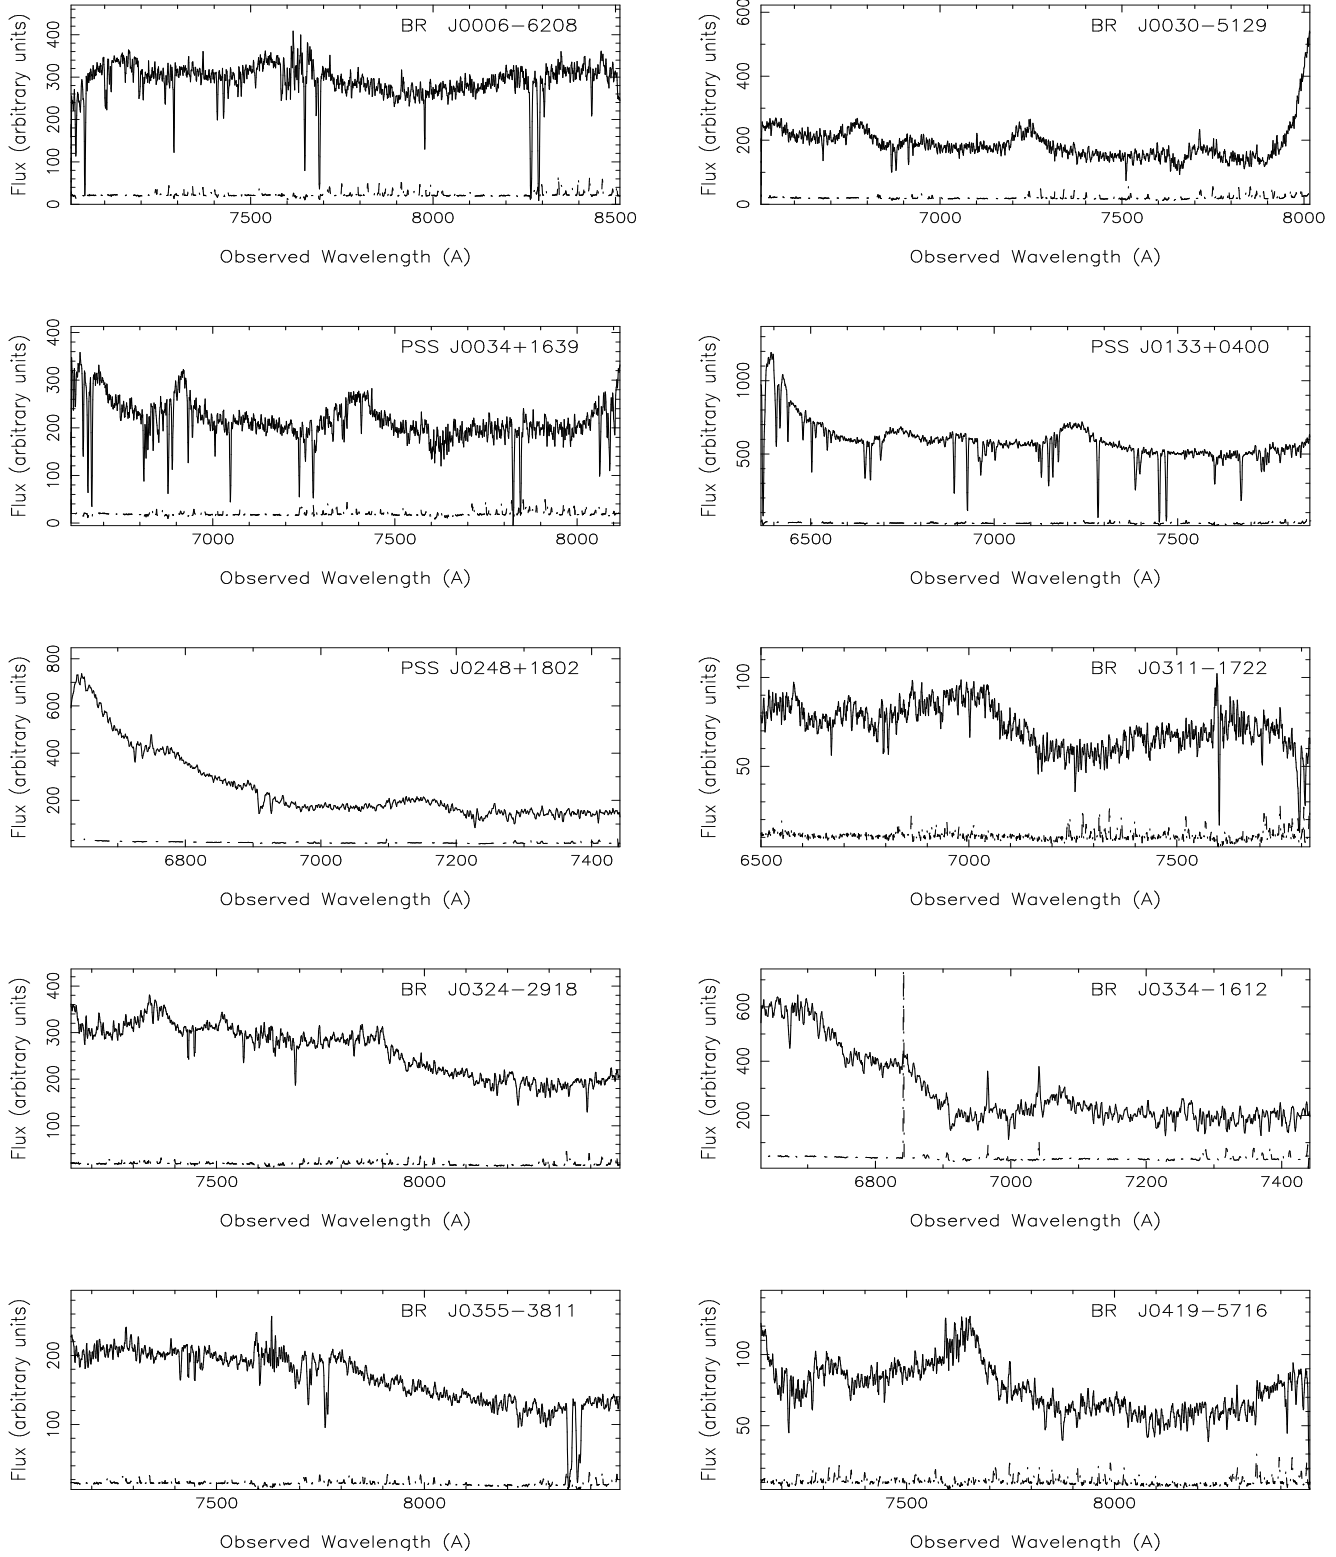 BR J0006−6208
Flux (arbitrary units)
0 100 200 300 400
7500 8000 8500
Observed Wavelength (A)
BR J0030−5129
Flux (arbitrary units)
0 200 400 600
7000 7500 8000
Observed Wavelength (A)
PSS J0034+1639
Flux (arbitrary units)
0 100 200 300 400
7000 7500 8000
Observed Wavelength (A)
PSS J0133+0400
Flux (arbitrary units)
500 1000
6500 7000 7500
Observed Wavelength (A)
PSS J0248+1802
Flux (arbitrary units)
200 400 600 800
6800 7000 7200 7400
Observed Wavelength (A)
BR J0311−1722
Flux (arbitrary units)
50 100
6500 7000 7500
Observed Wavelength (A)
BR J0324−2918
Flux (arbitrary units)
100 200 300 400
7500 8000
Observed Wavelength (A)
BR J0334−1612
Flux (arbitrary units)
200 400 600
6800 7000 7200 7400
Observed Wavelength (A)
BR J0355−3811
Flux (arbitrary units)
100 200
7500 8000
Observed Wavelength (A)
BR J0419−5716
Flux (arbitrary units)
50 100
7500 8000
Observed Wavelength (A)